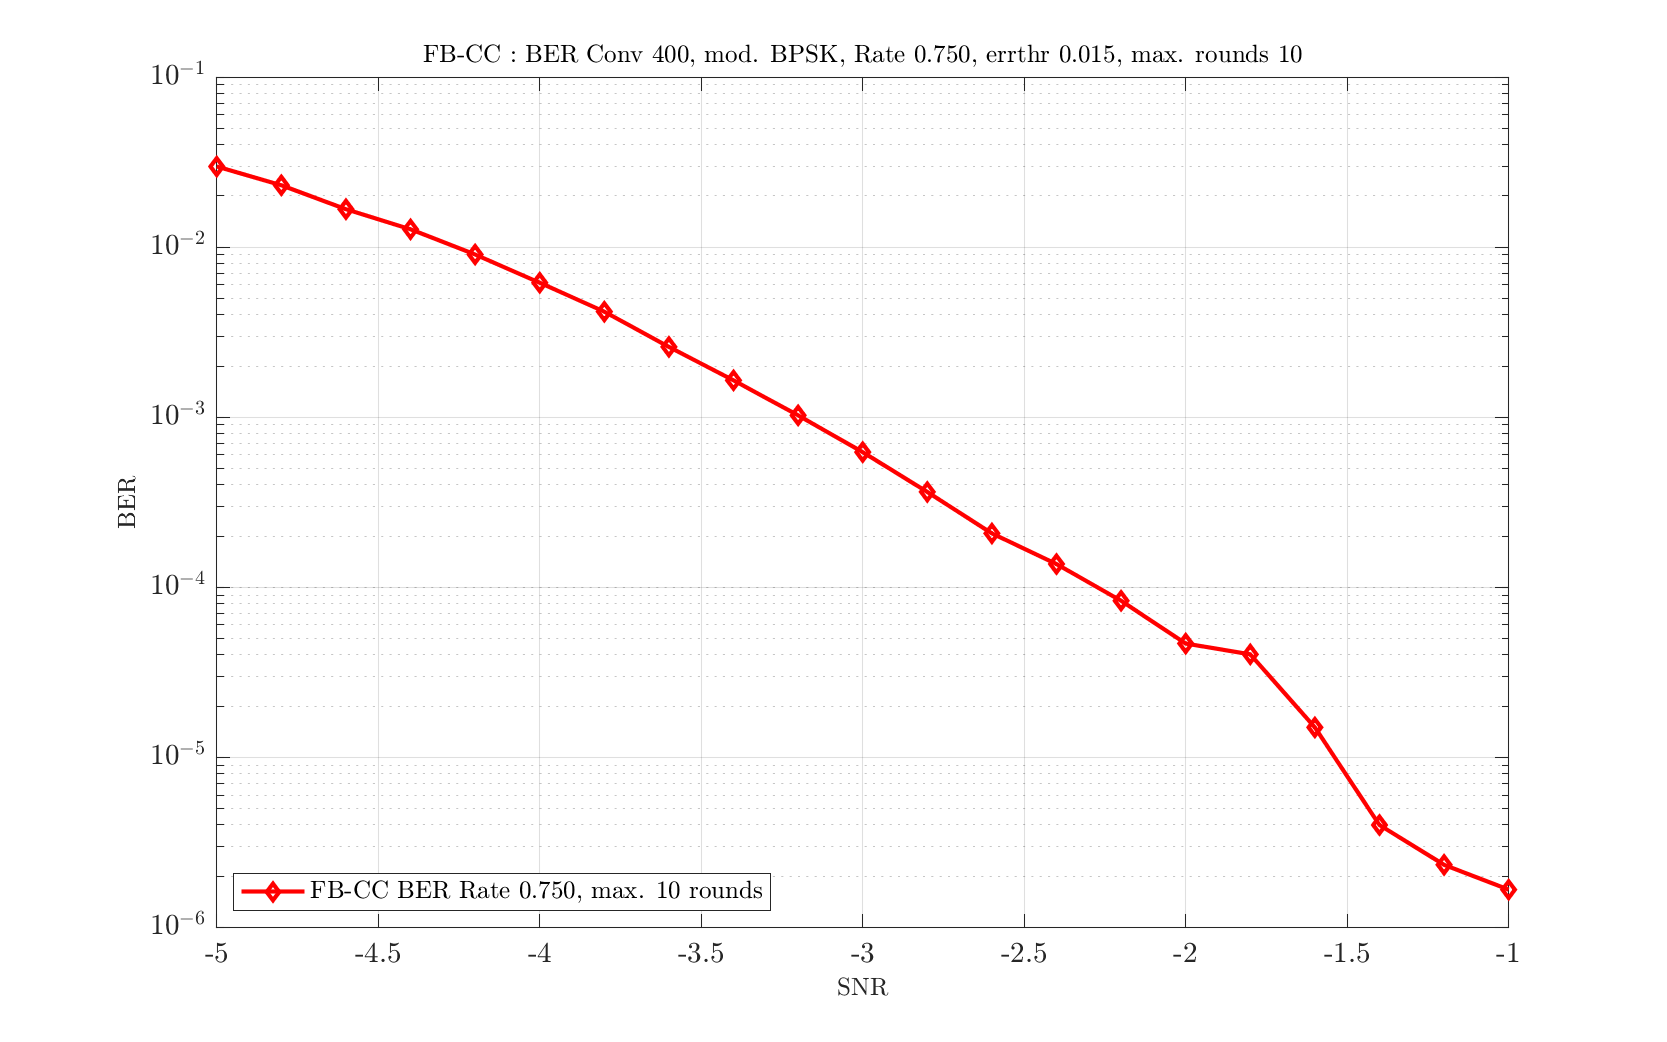 FB-CC : BER Conv 400, mod. BPSK, Rate 0.750, errthr 0.015, max. rounds 10
10⁻¹
10⁻²
10⁻³
BER
10⁻⁴
10⁻⁵
10⁻⁶
FB-CC BER Rate 0.750, max. 10 rounds
-5 -4.5 -4 -3.5 -3 -2.5 -2 -1.5 -1
SNR